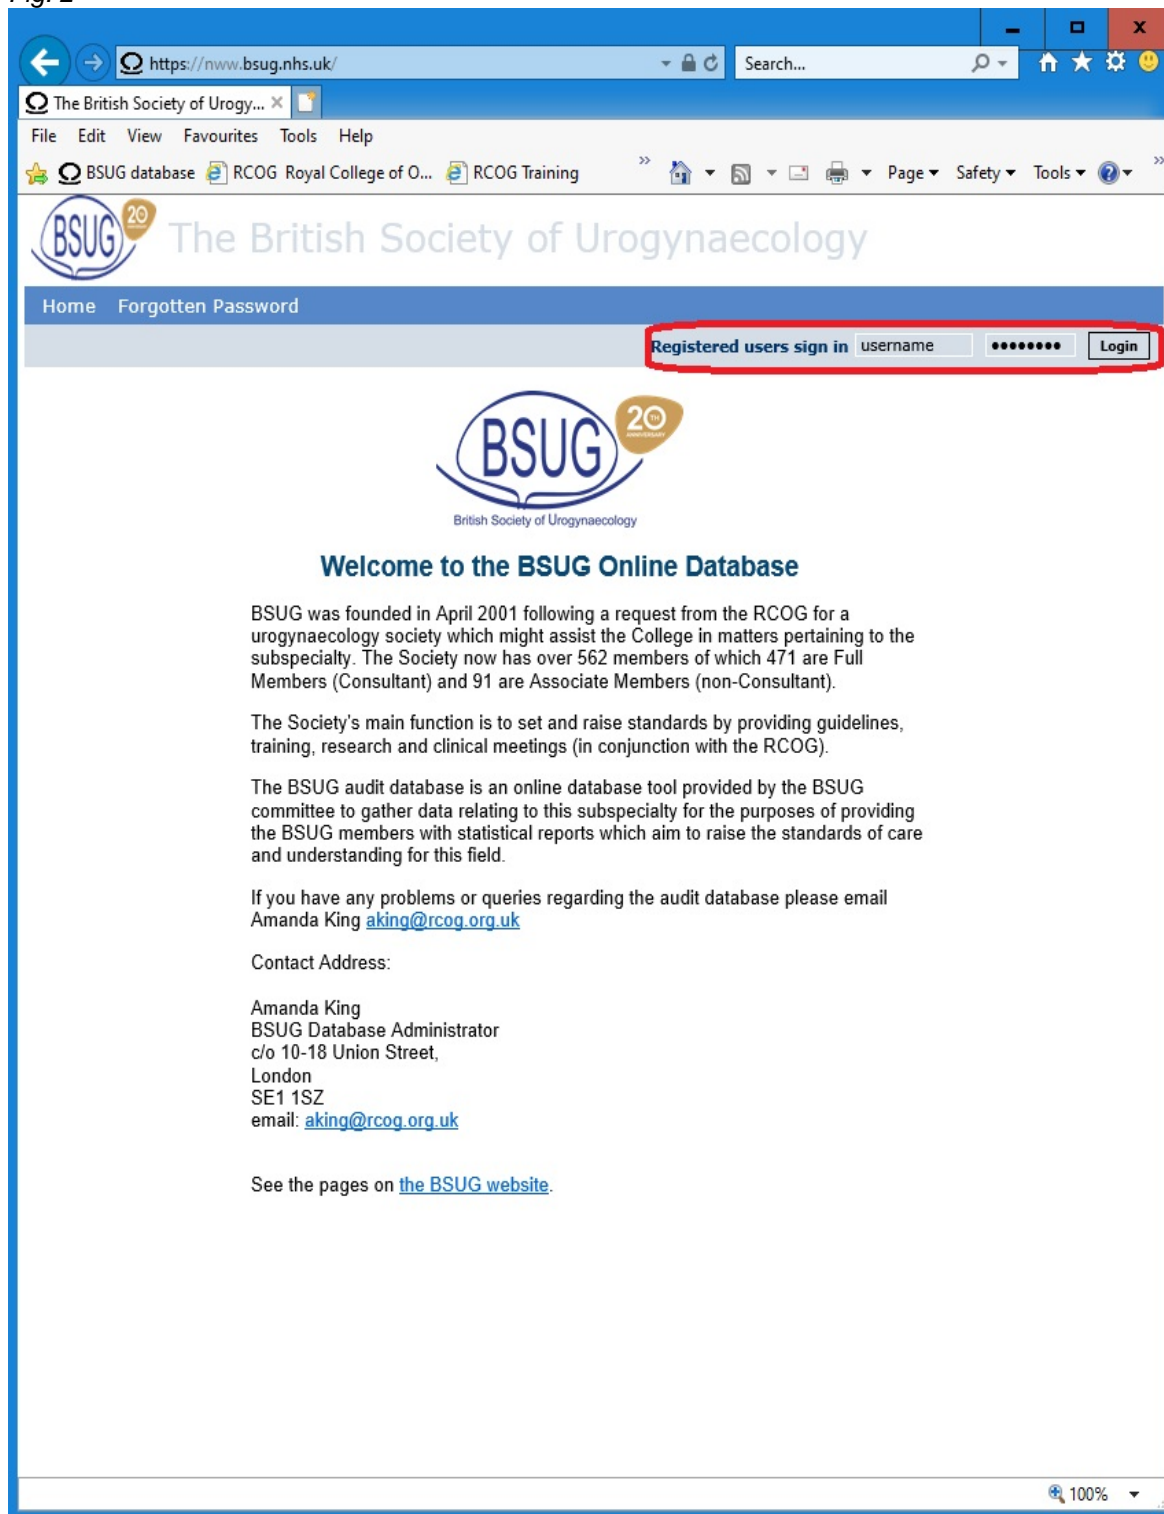 Fig. 2
https://nww.bsug.nhs.uk/
Search...
The British Society of Urogy...
File Edit View Favourites Tools Help
BSUG database RCOG Royal College of O... RCOG Training
Page Safety Tools
BSUG 20 The British Society of Urogynaecology
Home Forgotten Password
Registered users sign in username •••••••• Login
BSUG 20TH ANNIVERSARY
British Society of Urogynaecology
Welcome to the BSUG Online Database
BSUG was founded in April 2001 following a request from the RCOG for a
urogynaecology society which might assist the College in matters pertaining to the
subspecialty. The Society now has over 562 members of which 471 are Full
Members (Consultant) and 91 are Associate Members (non-Consultant).
The Society's main function is to set and raise standards by providing guidelines,
training, research and clinical meetings (in conjunction with the RCOG).
The BSUG audit database is an online database tool provided by the BSUG
committee to gather data relating to this subspecialty for the purposes of providing
the BSUG members with statistical reports which aim to raise the standards of care
and understanding for this field.
If you have any problems or queries regarding the audit database please email
Amanda King aking@rcog.org.uk
Contact Address:
Amanda King
BSUG Database Administrator
c/o 10-18 Union Street,
London
SE1 1SZ
email: aking@rcog.org.uk
See the pages on the BSUG website.
100%